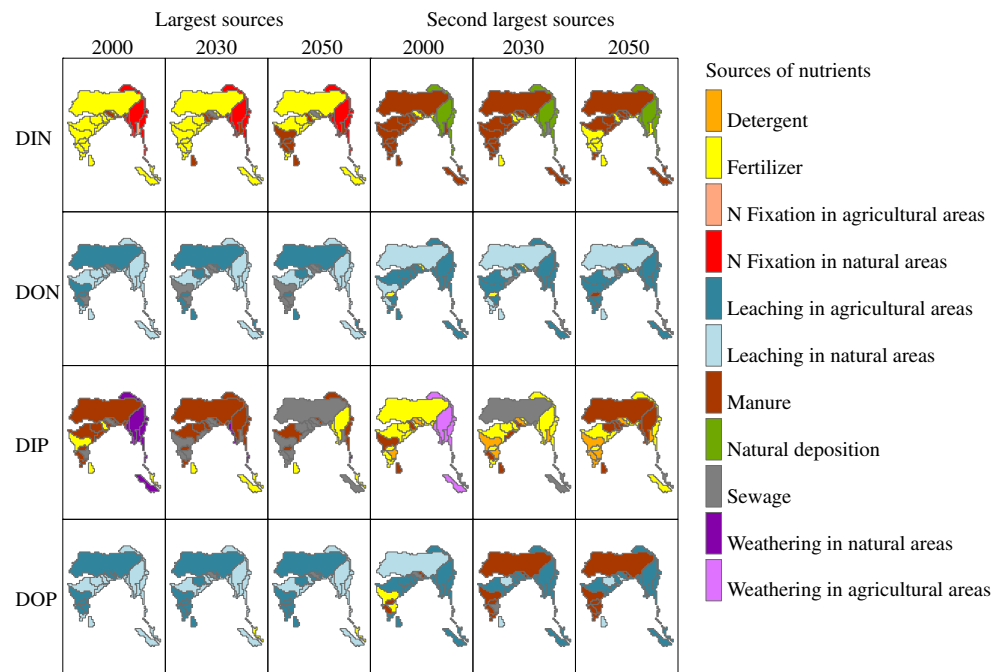 Largest sources
Second largest sources
2000
2030
2050
2000
2030
2050
DIN
DON
DIP
DOP
Sources of nutrients
Detergent
Fertilizer
N Fixation in agricultural areas
N Fixation in natural areas
Leaching in agricultural areas
Leaching in natural areas
Manure
Natural deposition
Sewage
Weathering in natural areas
Weathering in agricultural areas